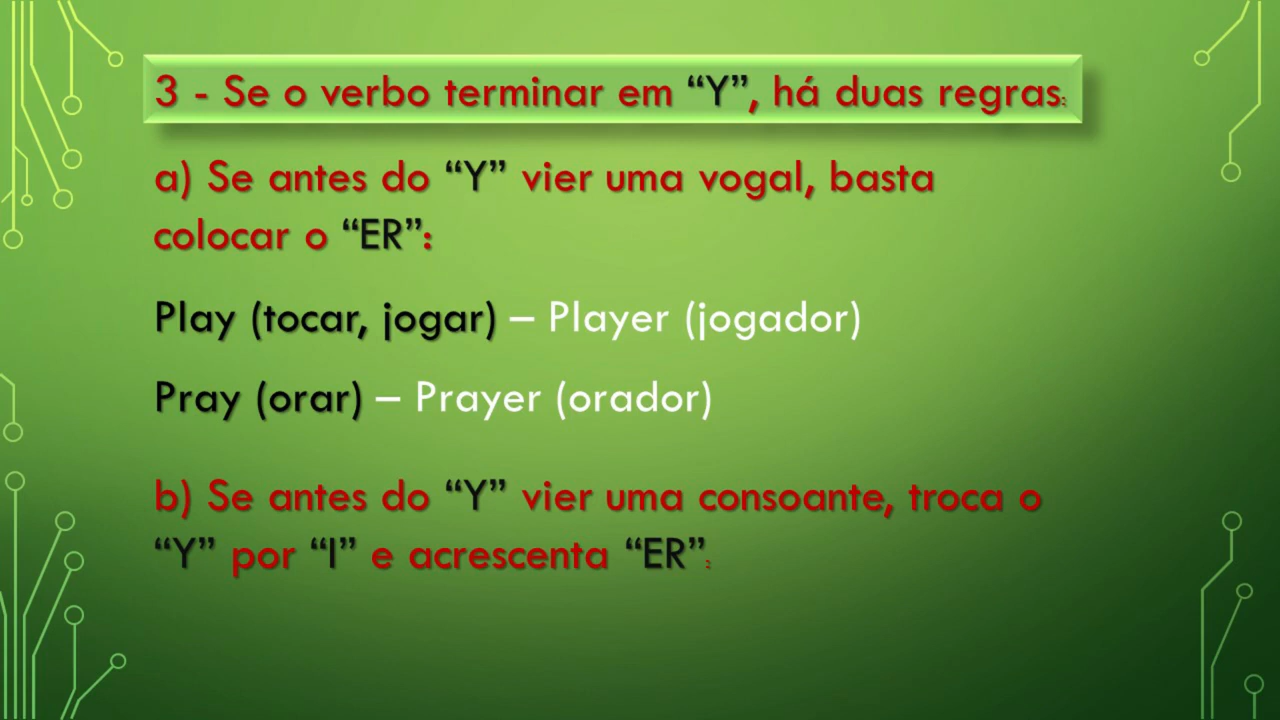 3 - Se o verbo terminar em “Y”, há duas regras:
a) Se antes do “Y” vier uma vogal, basta
colocar o “ER”:
Play (tocar, jogar) – Player (jogador)
Pray (orar) – Prayer (orador)
b) Se antes do “Y” vier uma consoante, troca o
“Y” por “I” e acrescenta “ER”: